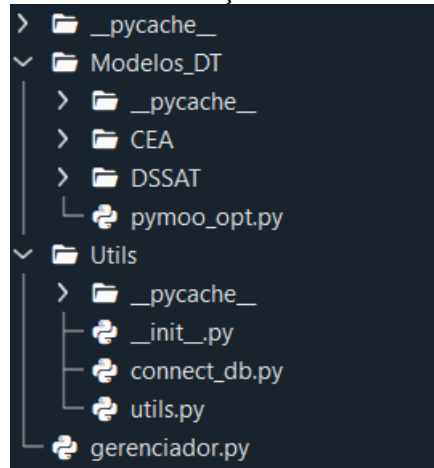 __pycache__
Modelos_DT
__pycache__
CEA
DSSAT
pymoo_opt.py
Utils
__pycache__
__init__.py
connect_db.py
utils.py
gerenciador.py